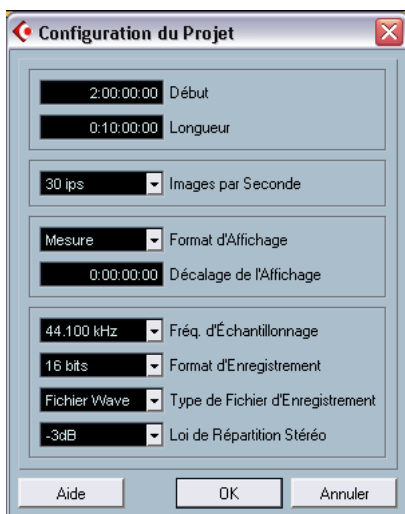 Configuration du Projet
2:00:00:00 Début
0:10:00:00 Longueur
30 ips Images par Seconde
Mesure Format d'Affichage
0:00:00:00 Décalage de l'Affichage
44.100 kHz Fréq. d'Échantillonnage
16 bits Format d'Enregistrement
Fichier Wave Type de Fichier d'Enregistrement
-3dB Loi de Répartition Stéréo
Aide OK Annuler